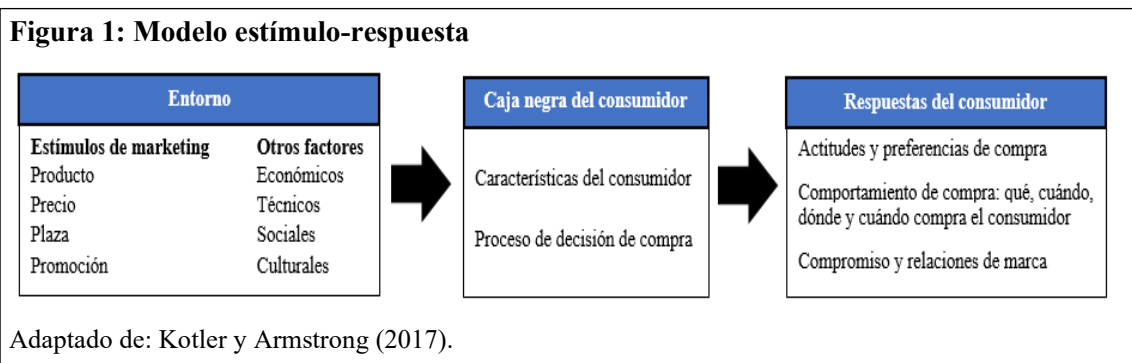 Figura 1: Modelo estímulo-respuesta
Entorno
Estímulos de marketing Otros factores
Producto Económicos
Precio Técnicos
Plaza Sociales
Promoción Culturales
Caja negra del consumidor
Características del consumidor
Proceso de decisión de compra
Respuestas del consumidor
Actitudes y preferencias de compra
Comportamiento de compra: qué, cuándo,
dónde y cuándo compra el consumidor
Compromiso y relaciones de marca
Adaptado de: Kotler y Armstrong (2017).